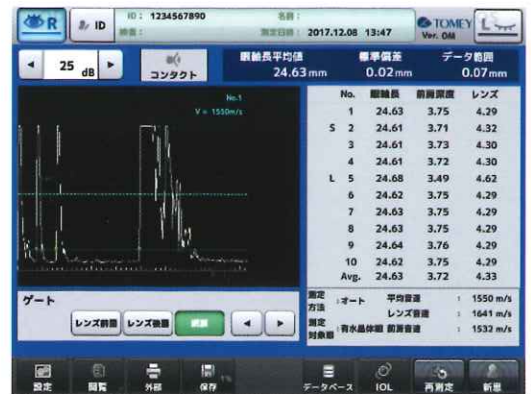 R
ID
ID： 1234567890
名前：
検査：
測定日時： 2017.12.08 13:47
TOMEY
Ver. OM
L
25 dB
コンタクト
眼軸長平均値
24.63 mm
標準偏差
0.02 mm
データ範囲
0.07 mm
No.1
V = 1550m/s
No. 眼軸長 前房深度 レンズ
1 24.63 3.75 4.29
S 2 24.61 3.71 4.32
3 24.61 3.73 4.30
4 24.61 3.72 4.30
L 5 24.68 3.49 4.62
6 24.62 3.75 4.29
7 24.63 3.75 4.29
8 24.63 3.75 4.29
9 24.64 3.76 4.29
10 24.62 3.75 4.29
Avg. 24.63 3.72 4.33
ゲート
レンズ前面 レンズ後面 網膜
測定方法 ：オート 平均音速 ： 1550 m/s
レンズ音速 ： 1641 m/s
測定対象眼 ：有水晶体眼 前房音速 ： 1532 m/s
設定
閲覧
外部
保存
データベース
IOL
再測定
新患